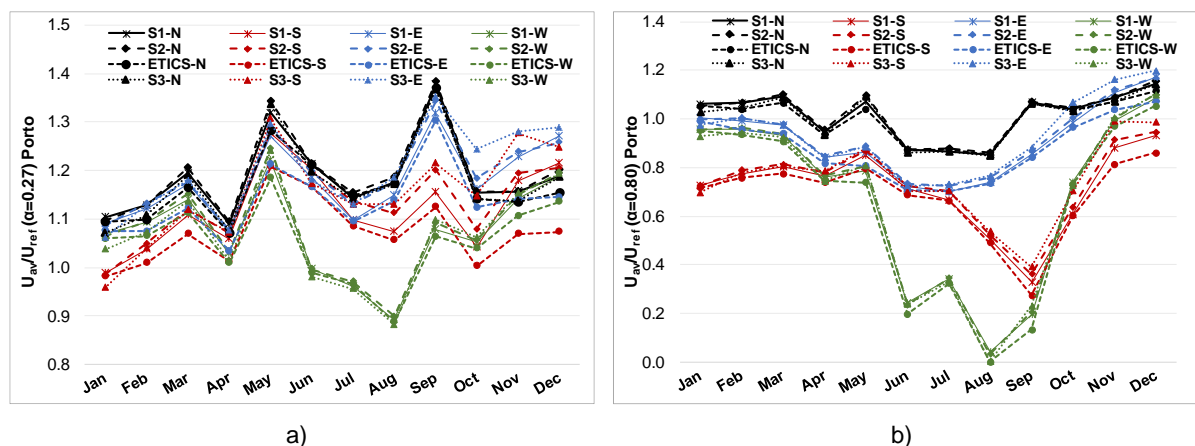 1.5
1.4
1.3
1.2
1.1
1.0
0.9
0.8
U_av/U_ref (α=0.27) Porto
S1-N S1-S S1-E S1-W
S2-N S2-S S2-E S2-W
ETICS-N ETICS-S ETICS-E ETICS-W
S3-N S3-S S3-E S3-W
Jan Feb Mar Apr May Jun Jul Aug Sep Oct Nov Dec
a)
1.4
1.2
1.0
0.8
0.6
0.4
0.2
0.0
U_av/U_ref (α=0.80) Porto
S1-N S1-S S1-E S1-W
S2-N S2-S S2-E S2-W
ETICS-N ETICS-S ETICS-E ETICS-W
S3-N S3-S S3-E S3-W
Jan Feb Mar Apr May Jun Jul Aug Sep Oct Nov Dec
b)